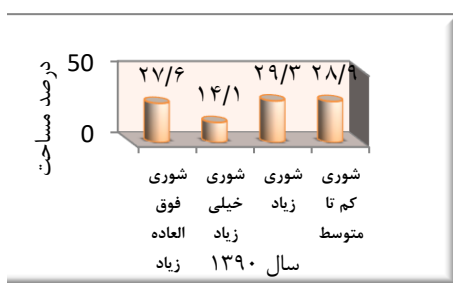 درصد مساحت
50
0
۲۷/۶
۱۴/۱
۲۹/۳
۲۸/۹
شوری فوق العاده زیاد
شوری خیلی زیاد
شوری زیاد
شوری کم تا متوسط
سال ۱۳۹۰